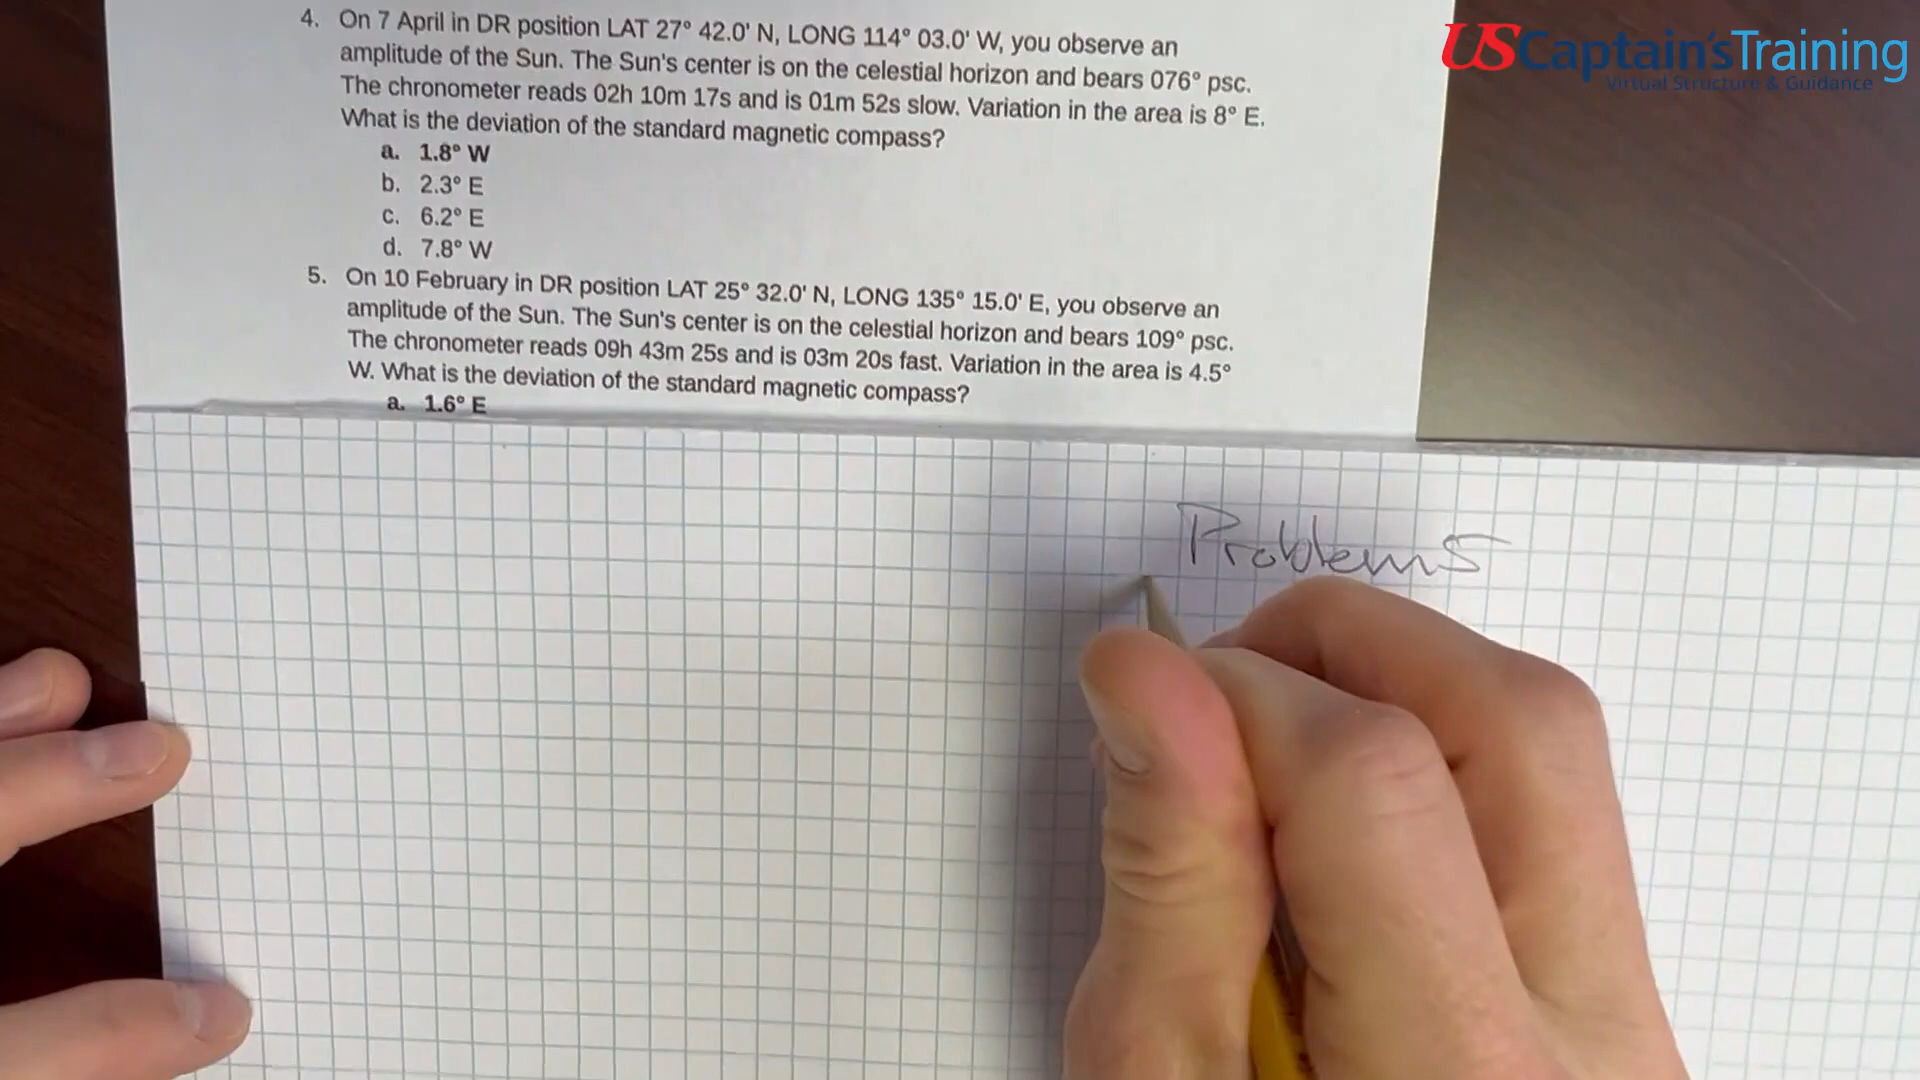 USCaptain'sTraining
Virtual Structure & Guidance
4. On 7 April in DR position LAT 27° 42.0' N, LONG 114° 03.0' W, you observe an
amplitude of the Sun. The Sun's center is on the celestial horizon and bears 076° psc.
The chronometer reads 02h 10m 17s and is 01m 52s slow. Variation in the area is 8° E.
What is the deviation of the standard magnetic compass?
a. 1.8° W
b. 2.3° E
c. 6.2° E
d. 7.8° W
5. On 10 February in DR position LAT 25° 32.0' N, LONG 135° 15.0' E, you observe an
amplitude of the Sun. The Sun's center is on the celestial horizon and bears 109° psc.
The chronometer reads 09h 43m 25s and is 03m 20s fast. Variation in the area is 4.5°
W. What is the deviation of the standard magnetic compass?
a. 1.6° E
Problems